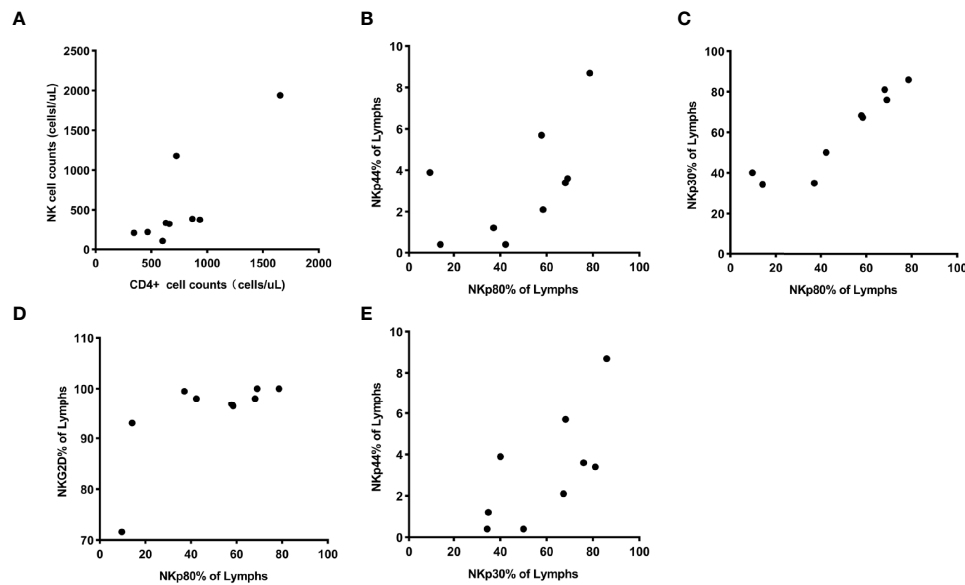 A
B
C
2500
2000
1500
1000
500
0
NK cell counts (cellsl/uL)
0 500 1000 1500 2000
CD4+ cell counts (cells/uL)
10
8
6
4
2
0
NKp44% of Lymphs
0 20 40 60 80 100
NKp80% of Lymphs
100
80
60
40
20
0
NKp30% of Lymphs
0 20 40 60 80 100
NKp80% of Lymphs
D
E
110
100
90
80
70
NKG2D% of Lymphs
0 20 40 60 80 100
NKp80% of Lymphs
10
8
6
4
2
0
NKp44% of Lymphs
0 20 40 60 80 100
NKp30% of Lymphs